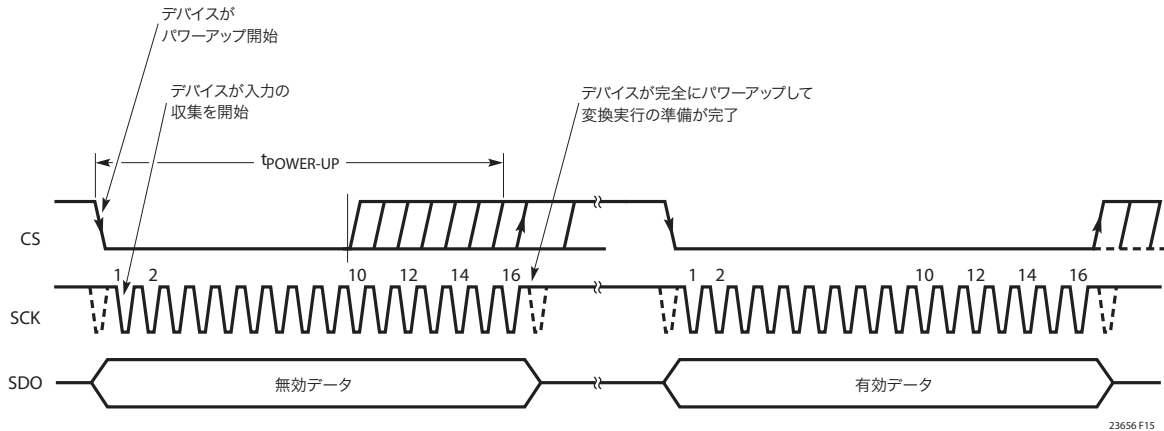 デバイスが
パワーアップ開始
デバイスが入力の
収集を開始
デバイスが完全にパワーアップして
変換実行の準備が完了
tPOWER-UP
CS
1 2 10 12 14 16 1 2 10 12 14 16
SCK
SDO 無効データ 有効データ
23656 F15